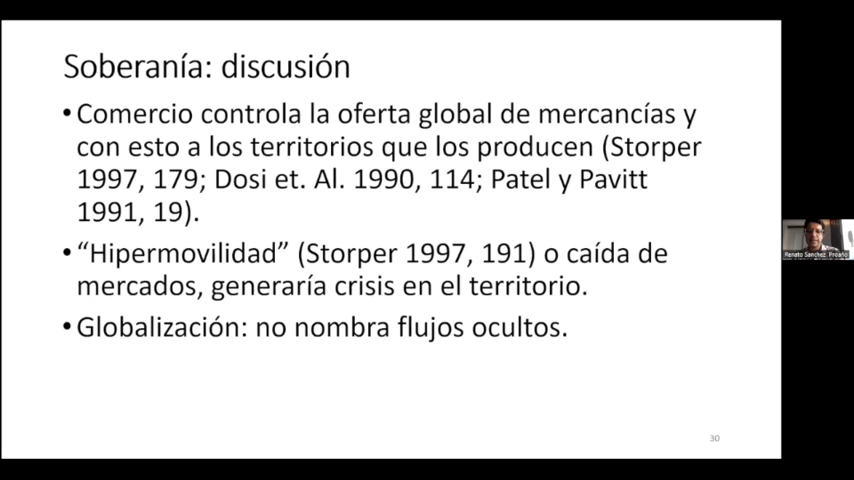 Soberanía: discusión
•Comercio controla la oferta global de mercancías y
con esto a los territorios que los producen (Storper
1997, 179; Dosi et. Al. 1990, 114; Patel y Pavitt
1991, 19).
•“Hipermovilidad” (Storper 1997, 191) o caída de
mercados, generaría crisis en el territorio.
•Globalización: no nombra flujos ocultos.
30
Renato Sánchez Proaño